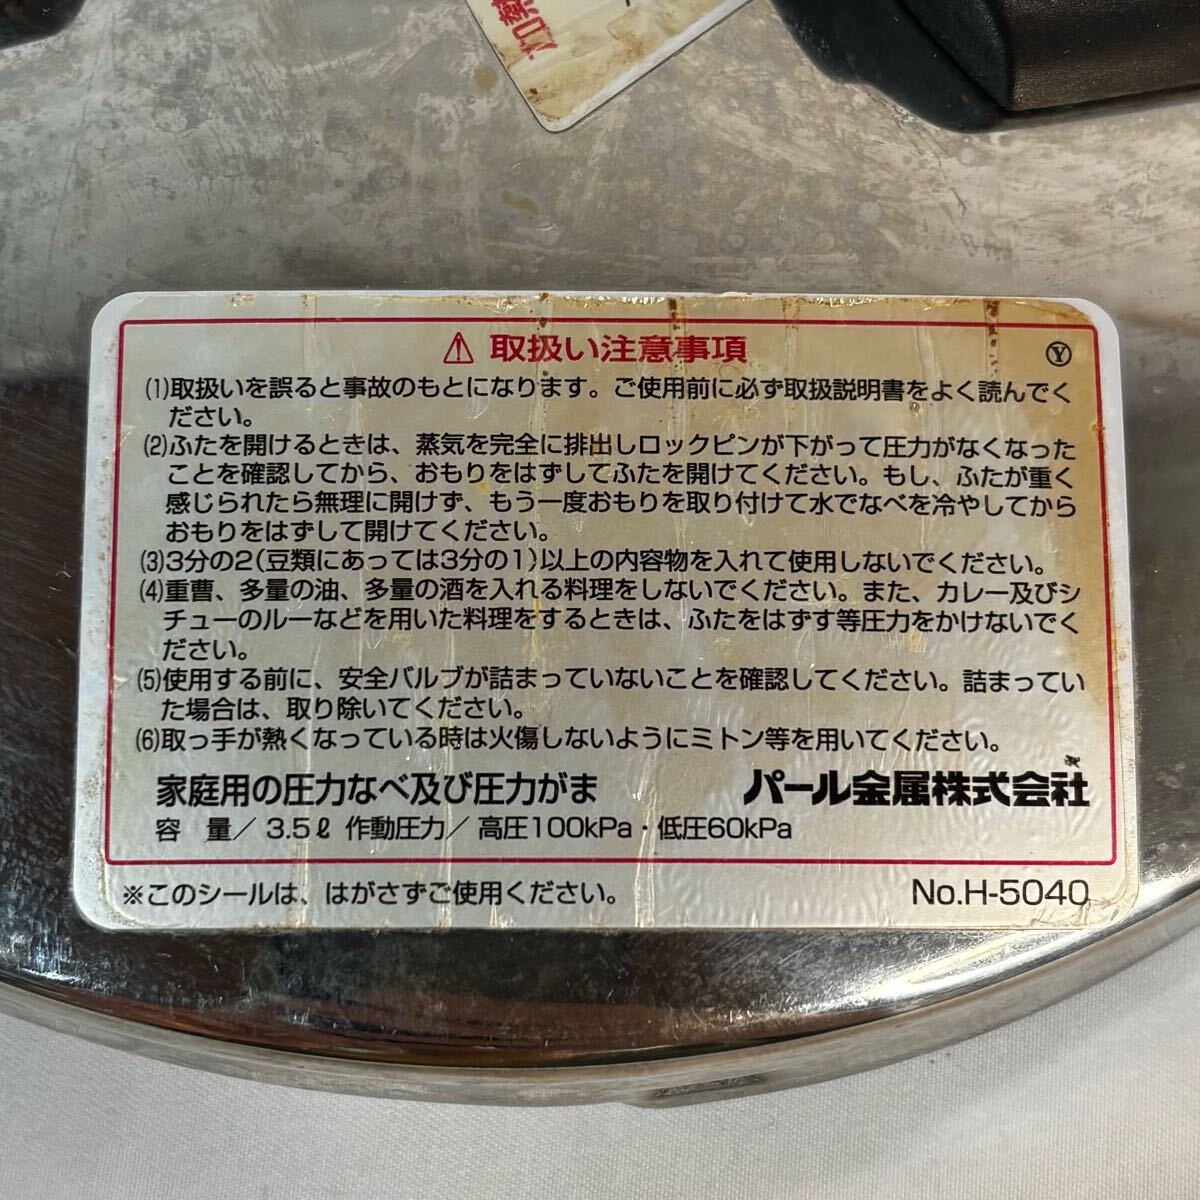 加熱
⚠ 取扱い注意事項 Ⓨ
(1)取扱いを誤ると事故のもとになります。ご使用前に必ず取扱説明書をよく読んでく
ださい。
(2)ふたを開けるときは、蒸気を完全に排出しロックピンが下がって圧力がなくなった
ことを確認してから、おもりをはずしてふたを開けてください。もし、ふたが重く
感じられたら無理に開けず、もう一度おもりを取り付けて水でなべを冷やしてから
おもりをはずして開けてください。
(3)3分の2(豆類にあっては3分の1)以上の内容物を入れて使用しないでください。
(4)重曹、多量の油、多量の酒を入れる料理をしないでください。また、カレー及びシ
チューのルーなどを用いた料理をするときは、ふたをはずす等圧力をかけないでく
ださい。
(5)使用する前に、安全バルブが詰まっていないことを確認してください。詰まってい
た場合は、取り除いてください。
(6)取っ手が熱くなっている時は火傷しないようにミトン等を用いてください。
家庭用の圧力なべ及び圧力がま パール金属株式会社
容 量/ 3.5ℓ 作動圧力/ 高圧100kPa・低圧60kPa
※このシールは、はがさずご使用ください。 No.H-5040